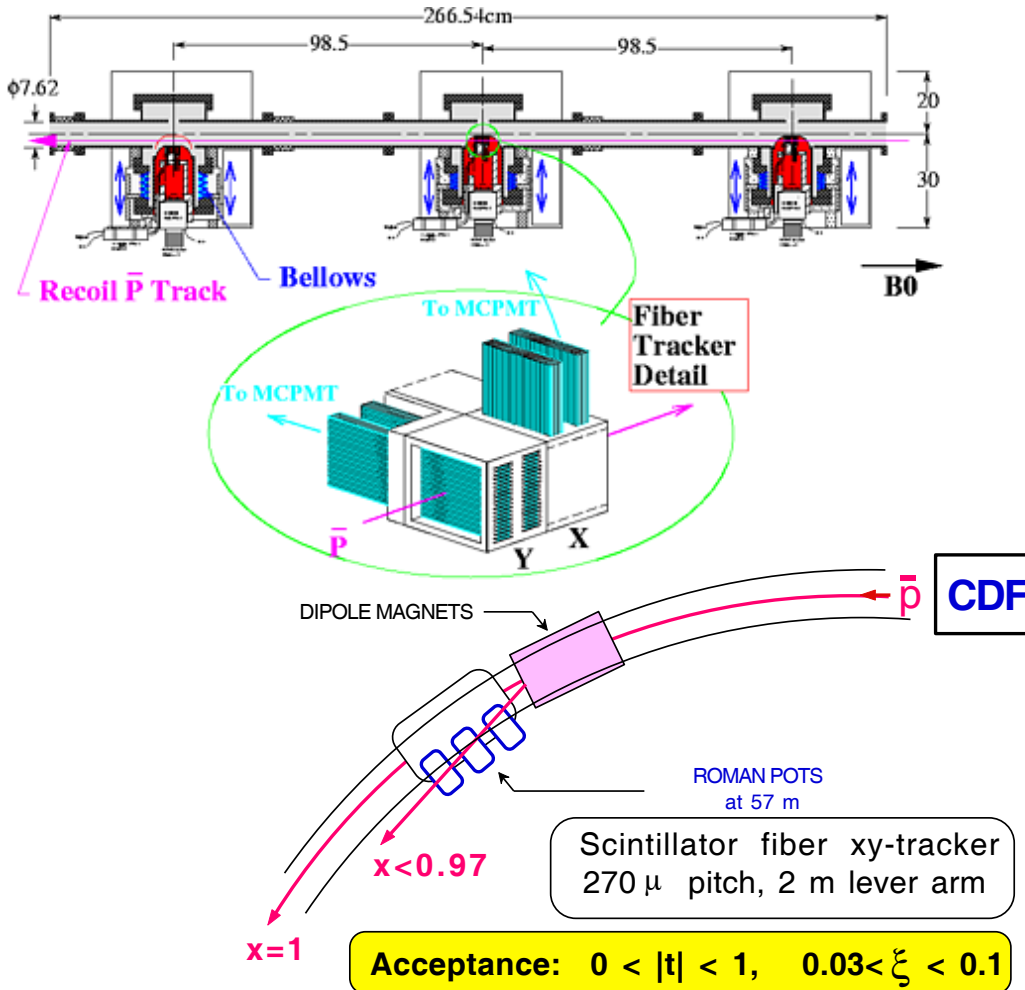 266.54cm
98.5
98.5
ϕ7.62
20
30
Recoil P̅ Track
Bellows
B0
To MCPMT
Fiber
Tracker
Detail
To MCPMT
P̅
Y
X
p̅
CDF
DIPOLE MAGNETS
ROMAN POTS
at 57 m
x<0.97
Scintillator fiber xy-tracker
270 μ pitch, 2 m lever arm
x=1
Acceptance: 0 < |t| < 1, 0.03< ξ < 0.1